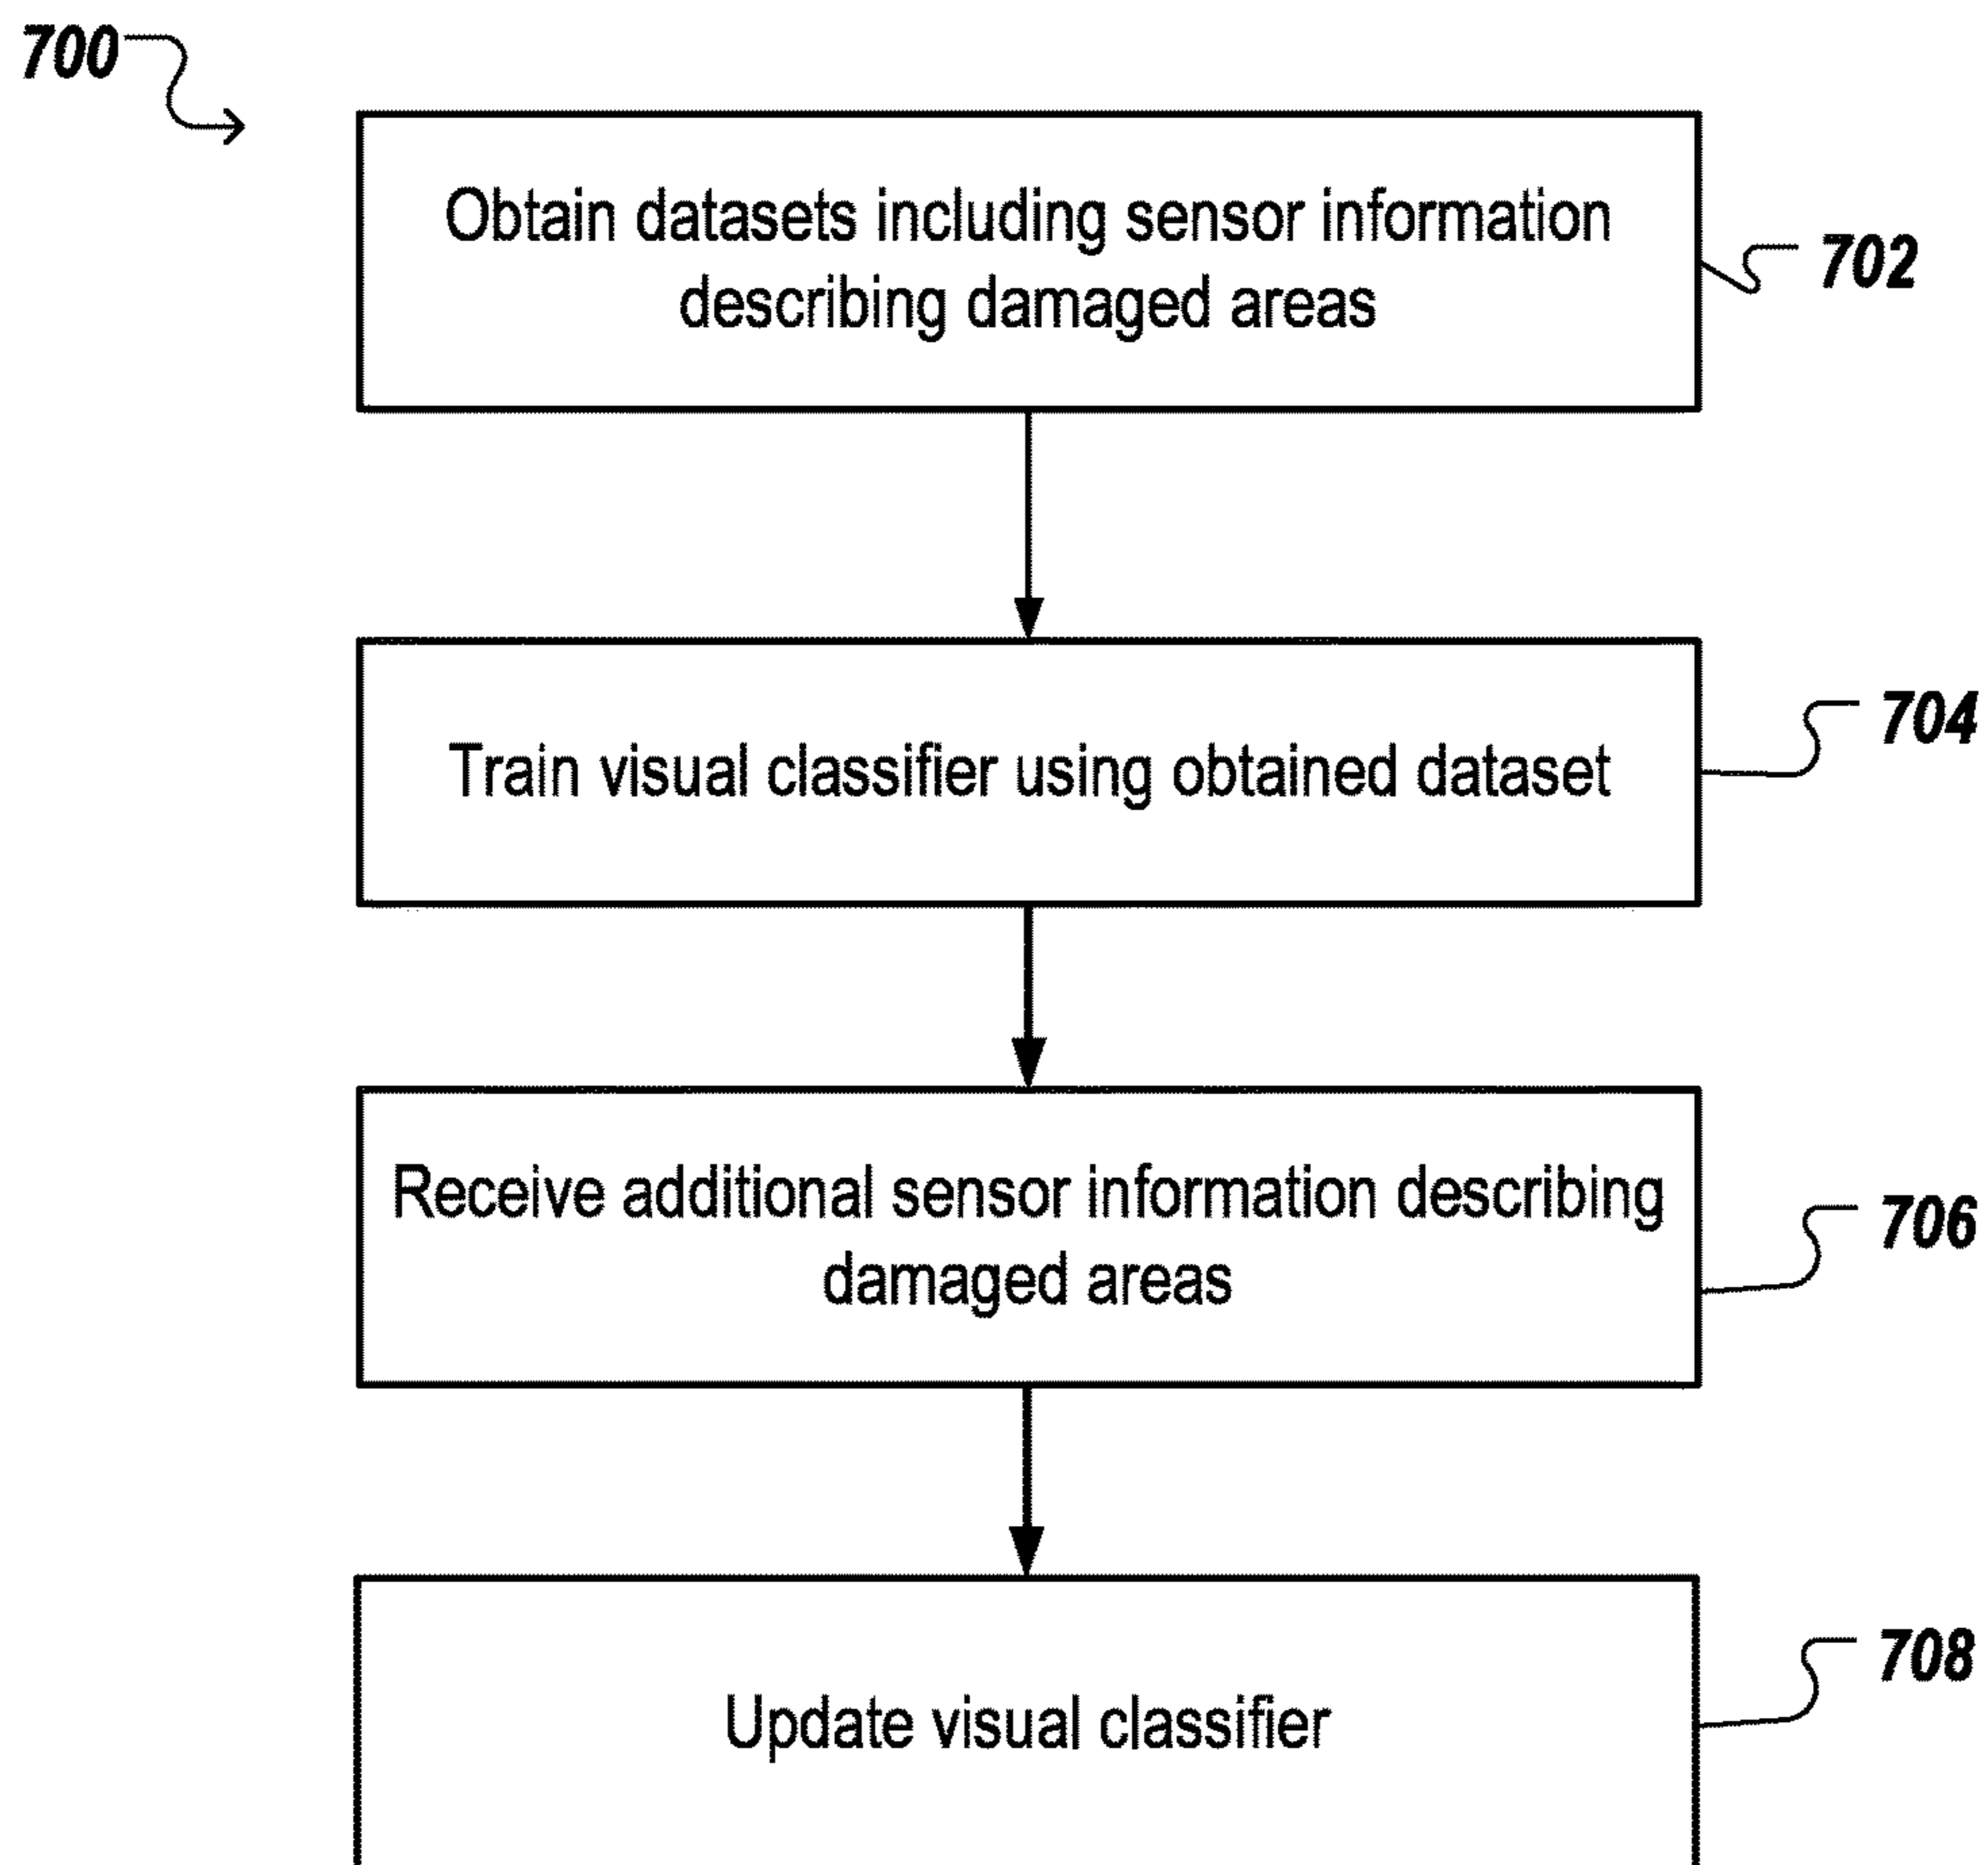 700
Obtain datasets including sensor information
describing damaged areas
702
Train visual classifier using obtained dataset
704
Receive additional sensor information describing
damaged areas
706
Update visual classifier
708